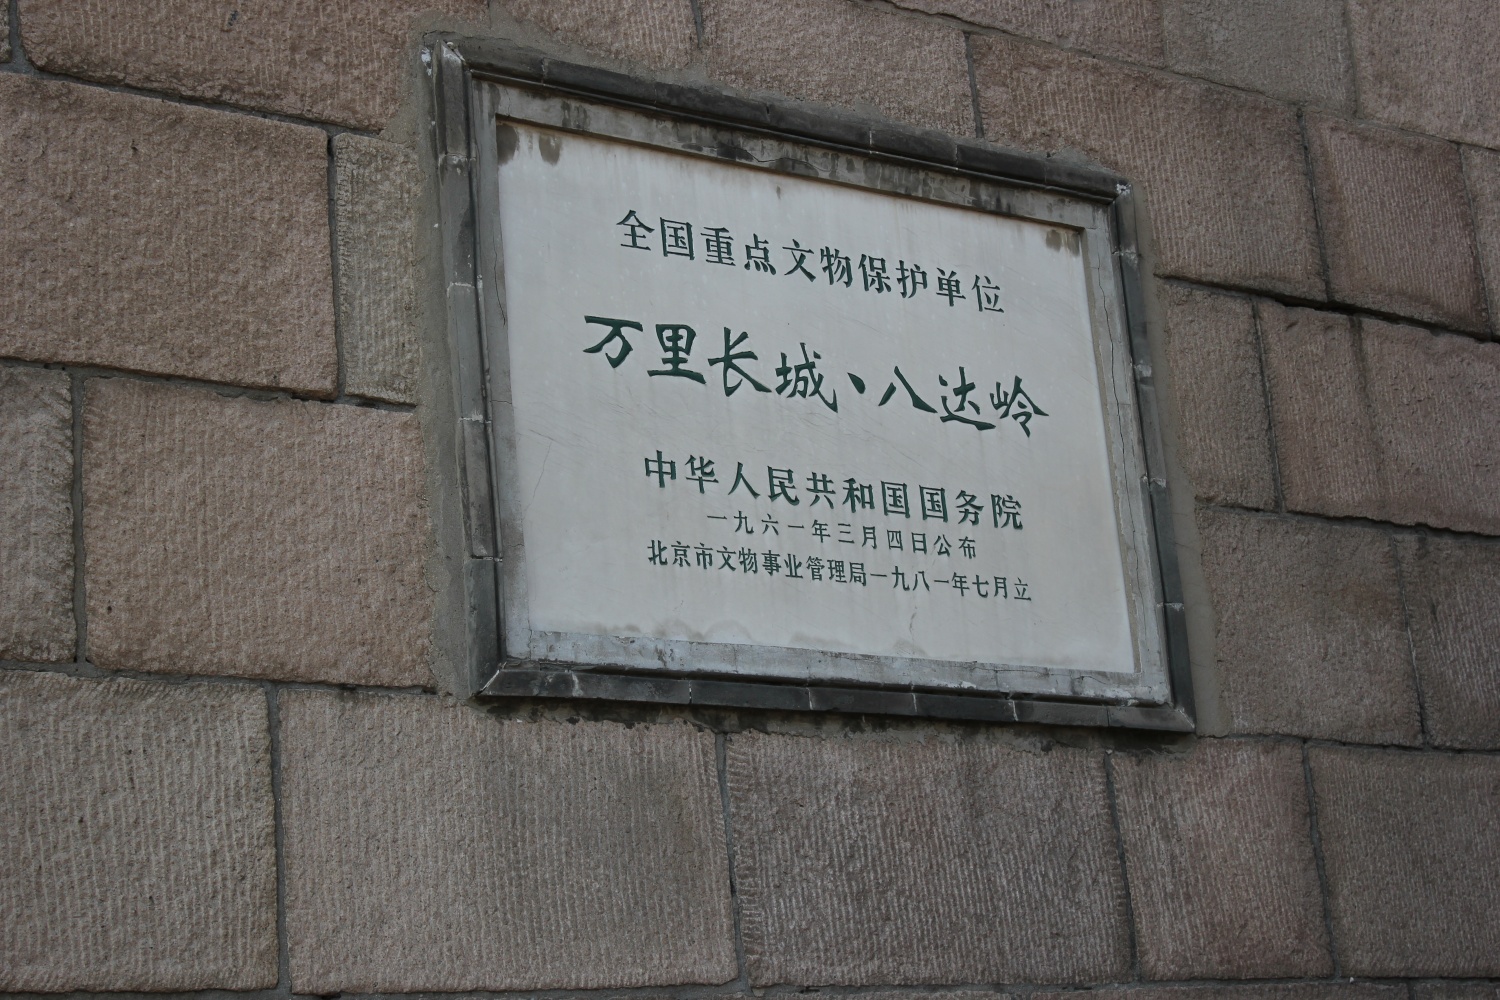 全国重点文物保护单位
万里长城、八达岭
中华人民共和国国务院
一九六一年三月四日公布
北京市文物事业管理局一九八一年七月立